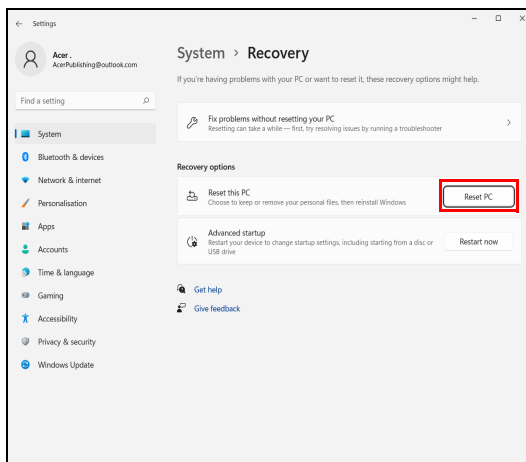 Settings
Acer .
AcerPublishing@outlook.com
Find a setting
System
Bluetooth & devices
Network & internet
Personalisation
Apps
Accounts
Time & language
Gaming
Accessibility
Privacy & security
Windows Update
System > Recovery
If you're having problems with your PC or want to reset it, these recovery options might help.
Fix problems without resetting your PC
Resetting can take a while — first, try resolving issues by running a troubleshooter
Recovery options
Reset this PC
Choose to keep or remove your personal files, then reinstall Windows
Reset PC
Advanced startup
Restart your device to change startup settings, including starting from a disc or
USB drive
Restart now
Get help
Give feedback